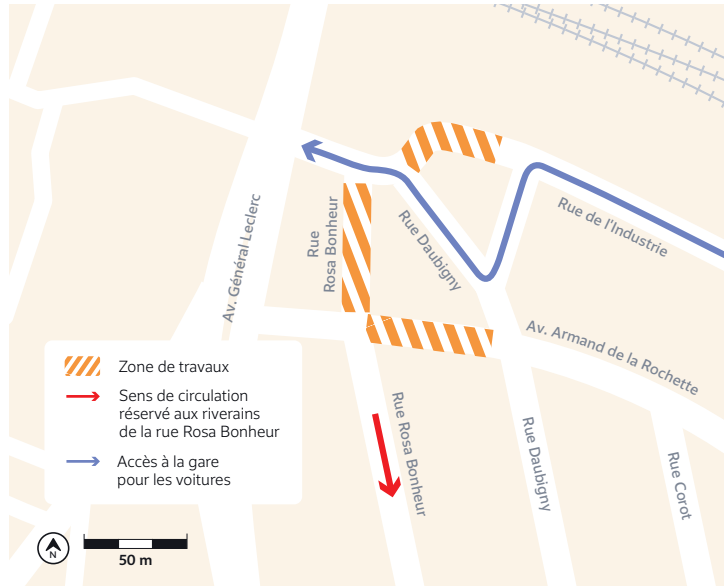 Rue de l'Industrie
Rue
Rosa Bonheur
Rue Daubigny
Av. Général Leclerc
Av. Armand de la Rochette
Zone de travaux
Sens de circulation
réservé aux riverains
de la rue Rosa Bonheur
Accès à la gare
pour les voitures
Rue Rosa Bonheur
Rue Daubigny
Rue Corot
N
50 m